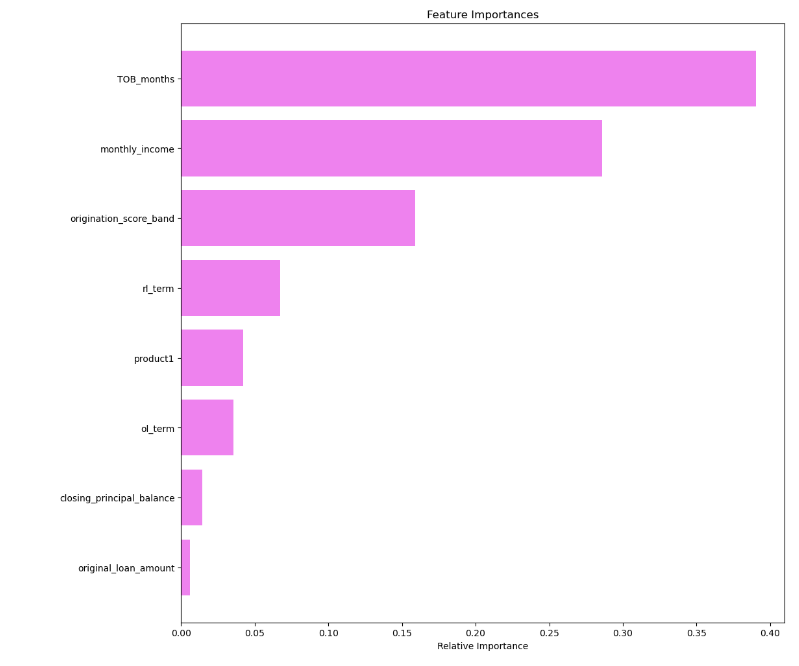 Feature Importances
TOB_months
monthly_income
origination_score_band
rl_term
product1
ol_term
closing_principal_balance
original_loan_amount
0.00 0.05 0.10 0.15 0.20 0.25 0.30 0.35 0.40
Relative Importance